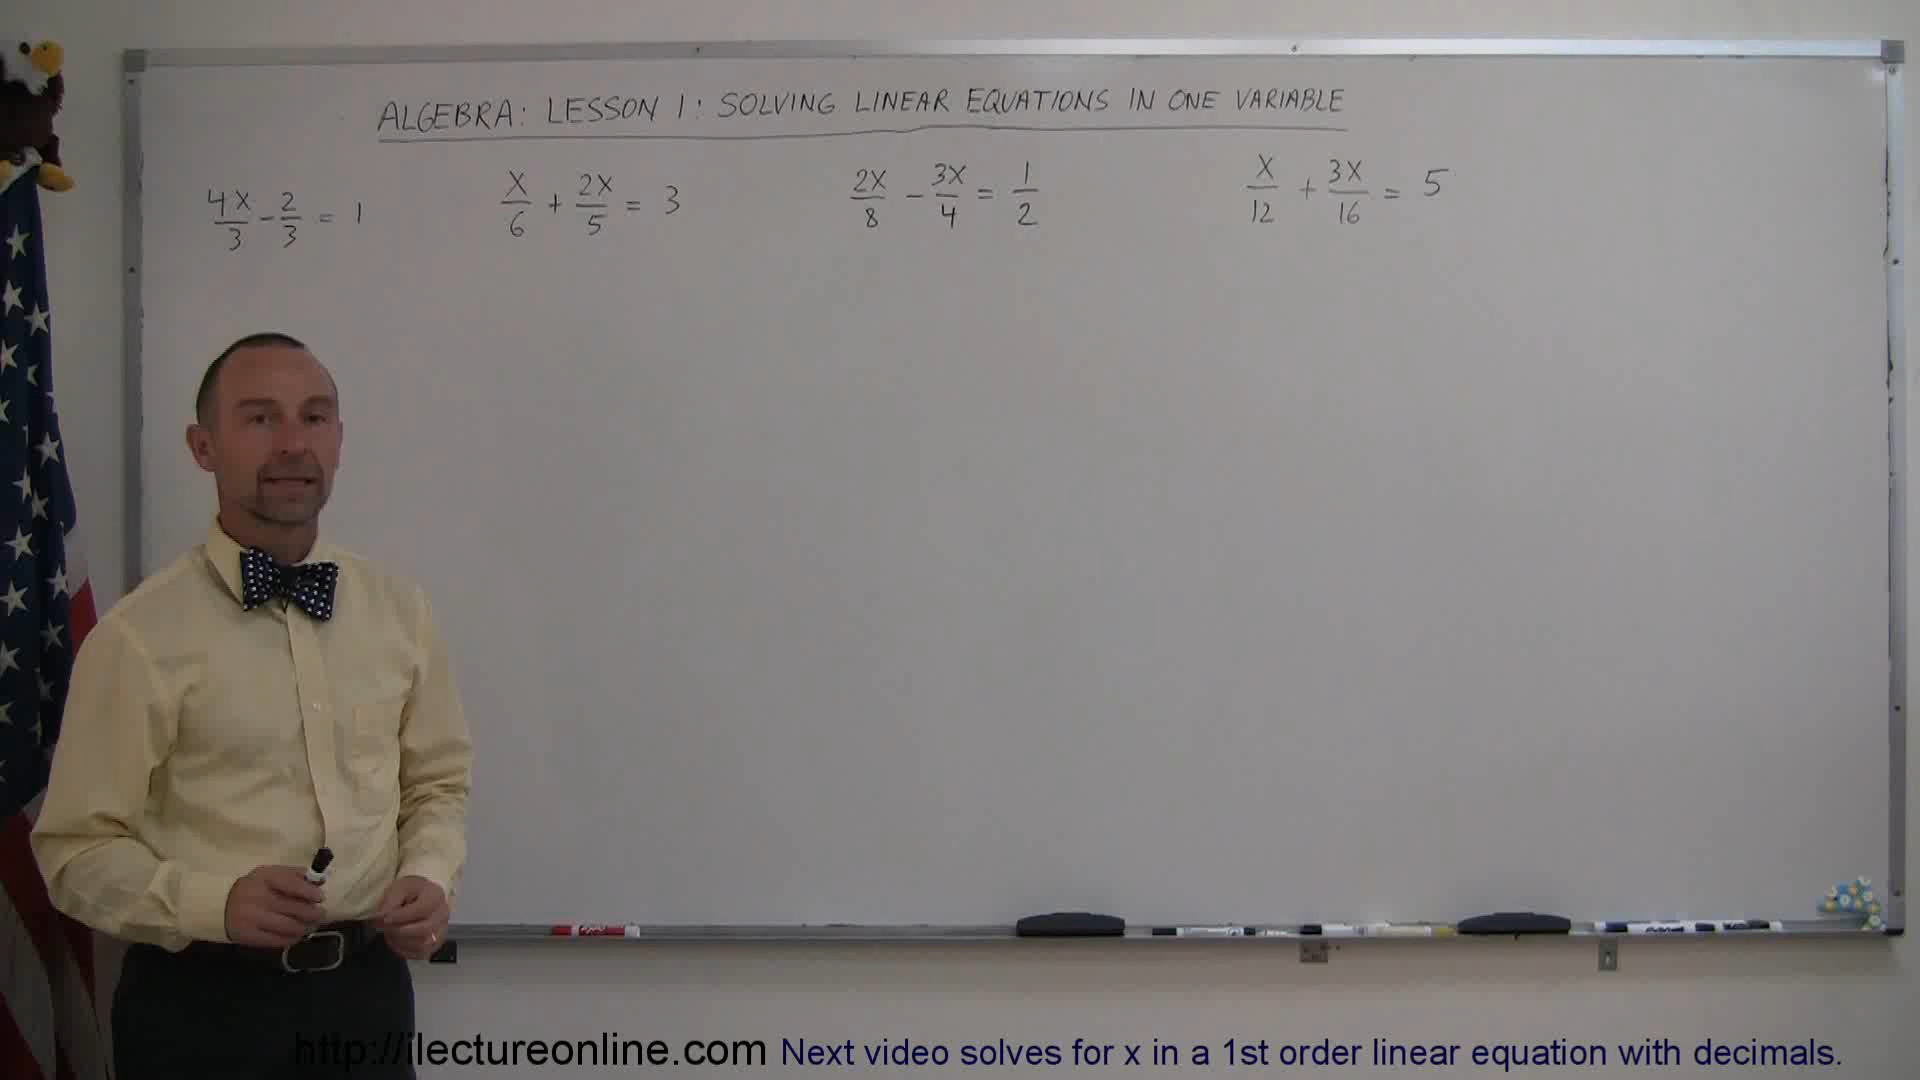 ALGEBRA: LESSON 1: SOLVING LINEAR EQUATIONS IN ONE VARIABLE
4X/3 - 2/3 = 1
X/6 + 2X/5 = 3
2X/8 - 3X/4 = 1/2
X/12 + 3X/16 = 5
http://ilectureonline.com Next video solves for x in a 1st order linear equation with decimals.